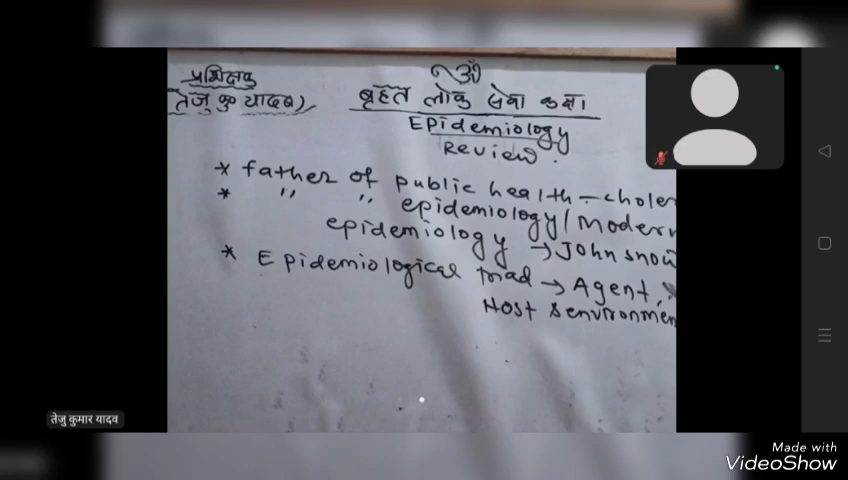 ॐ
प्रशिक्षक
तेजु कु यादव)
बृहत लोक सेवा कक्षा
EPidemiology
Review.
* father of public health - choler
* " " epidemiology/Modern
epidemiology → John snow
* Epidemiological triad → Agent,
Host & environmen
तेजु कुमार यादव
Made with
VideoShow